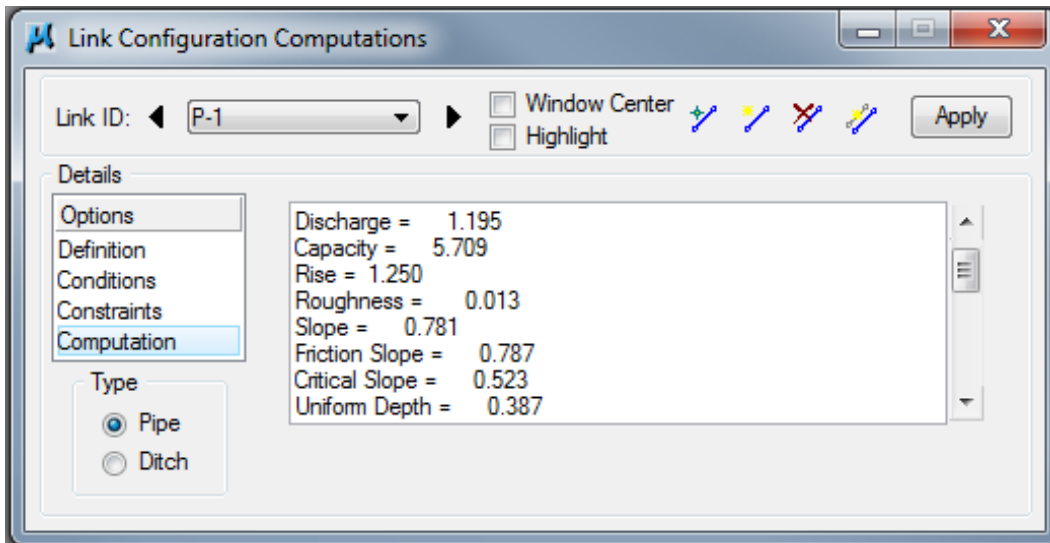 Link Configuration Computations
Link ID: P-1 Window Center Apply
Highlight
Details
Options
Definition
Conditions
Constraints
Computation
Discharge = 1.195
Capacity = 5.709
Rise = 1.250
Roughness = 0.013
Slope = 0.781
Friction Slope = 0.787
Critical Slope = 0.523
Uniform Depth = 0.387
Type
Pipe
Ditch